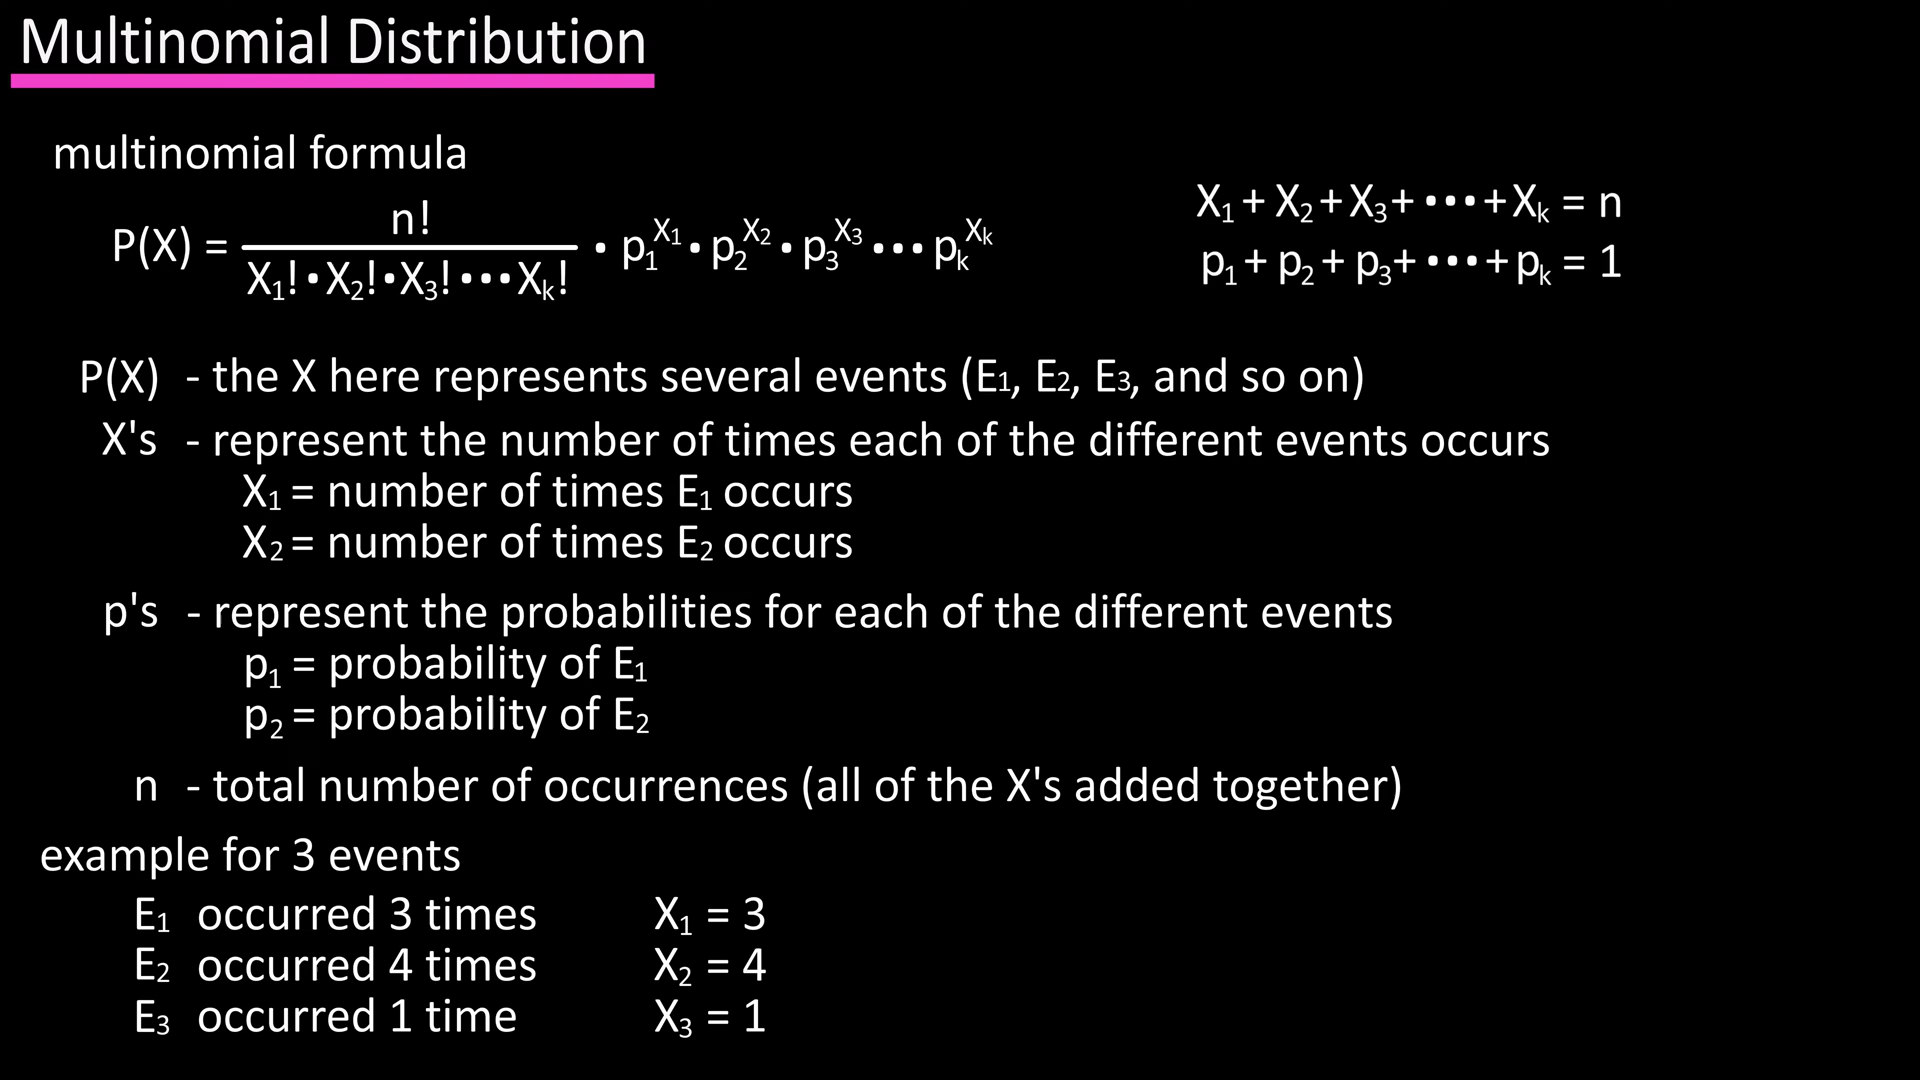 Multinomial Distribution
multinomial formula
P(X) = n! / (X₁!•X₂!•X₃!•••Xₖ!) • p₁^X₁ • p₂^X₂ • p₃^X₃ ••• pₖ^Xₖ
X₁ + X₂ + X₃ + ••• + Xₖ = n
p₁ + p₂ + p₃ + ••• + pₖ = 1
P(X) - the X here represents several events (E₁, E₂, E₃, and so on)
X's - represent the number of times each of the different events occurs
X₁ = number of times E₁ occurs
X₂ = number of times E₂ occurs
p's - represent the probabilities for each of the different events
p₁ = probability of E₁
p₂ = probability of E₂
n - total number of occurrences (all of the X's added together)
example for 3 events
E₁ occurred 3 times X₁ = 3
E₂ occurred 4 times X₂ = 4
E₃ occurred 1 time X₃ = 1